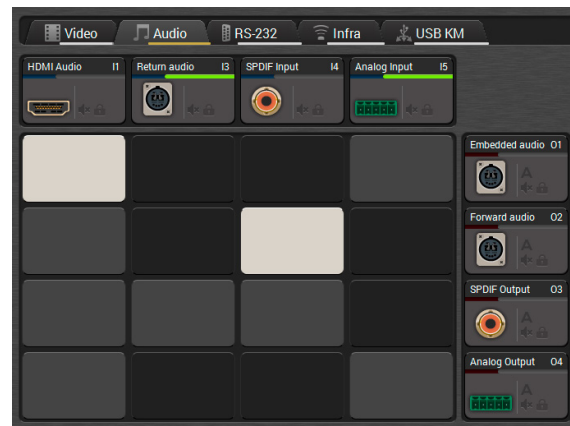 Video Audio RS-232 Infra USB KM
HDMI Audio I1 Return audio I3 SPDIF Input I4 Analog Input I5
Embedded audio O1
A
Forward audio O2
A
SPDIF Output O3
A
Analog Output O4
A